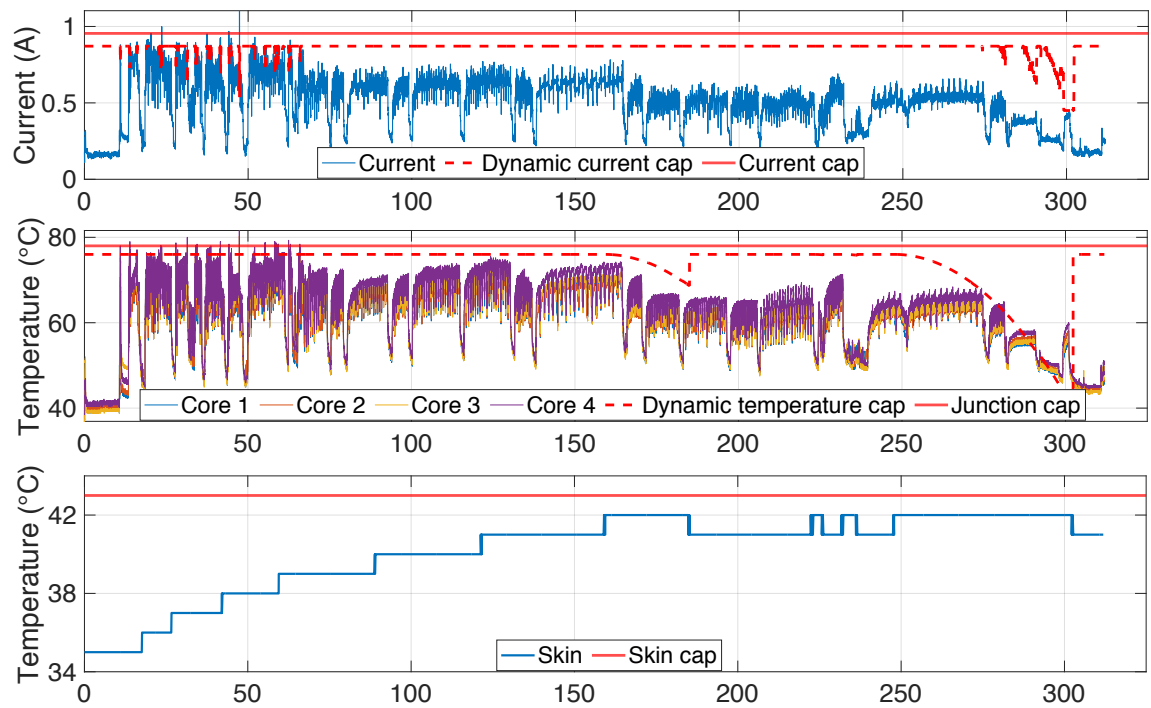 Current (A)
1
0.5
0
Current Dynamic current cap Current cap
0 50 100 150 200 250 300
Temperature (°C)
80
60
40
Core 1 Core 2 Core 3 Core 4 Dynamic temperature cap Junction cap
0 50 100 150 200 250 300
Temperature (°C)
42
38
34
Skin Skin cap
0 50 100 150 200 250 300